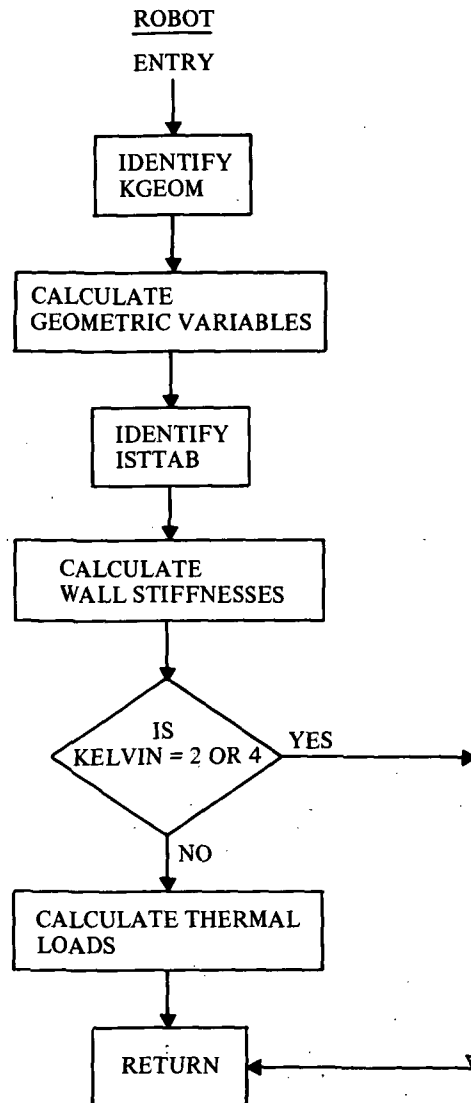 ROBOT
ENTRY
IDENTIFY
KGEOM
CALCULATE
GEOMETRIC VARIABLES
IDENTIFY
ISTTAB
CALCULATE
WALL STIFFNESSES
IS
KELVIN = 2 OR 4
YES
NO
CALCULATE THERMAL
LOADS
RETURN